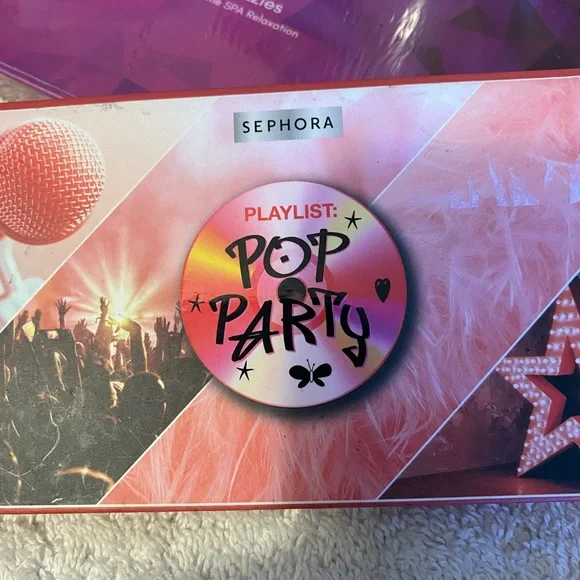 SPA Relaxation
SEPHORA
PLAYLIST:
POP
PARTY